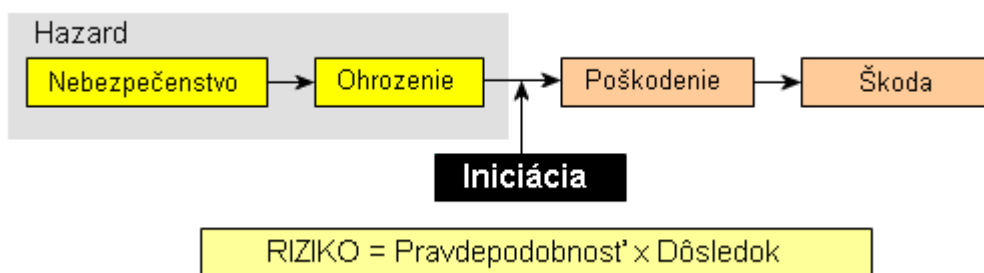 Hazard
Nebezpečenstvo
Ohrozenie
Poškodenie
Škoda
Iniciácia
RIZIKO = Pravdepodobnosť x Dôsledok